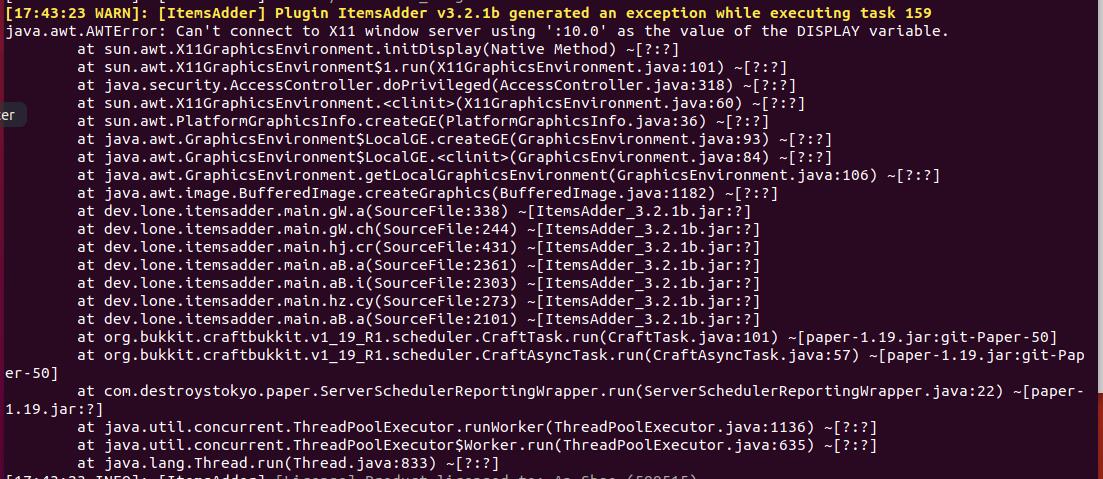 [17:43:23 WARN]: [ItemsAdder] Plugin ItemsAdder v3.2.1b generated an exception while executing task 159
java.awt.AWTError: Can't connect to X11 window server using ':10.0' as the value of the DISPLAY variable.
at sun.awt.X11GraphicsEnvironment.initDisplay(Native Method) ~[?:?]
at sun.awt.X11GraphicsEnvironment$1.run(X11GraphicsEnvironment.java:101) ~[?:?]
at java.security.AccessController.doPrivileged(AccessController.java:318) ~[?:?]
at sun.awt.X11GraphicsEnvironment.<clinit>(X11GraphicsEnvironment.java:60) ~[?:?]
er
at sun.awt.PlatformGraphicsInfo.createGE(PlatformGraphicsInfo.java:36) ~[?:?]
at java.awt.GraphicsEnvironment$LocalGE.createGE(GraphicsEnvironment.java:93) ~[?:?]
at java.awt.GraphicsEnvironment$LocalGE.<clinit>(GraphicsEnvironment.java:84) ~[?:?]
at java.awt.GraphicsEnvironment.getLocalGraphicsEnvironment(GraphicsEnvironment.java:106) ~[?:?]
at java.awt.image.BufferedImage.createGraphics(BufferedImage.java:1182) ~[?:?]
at dev.lone.itemsadder.main.gW.a(SourceFile:338) ~[ItemsAdder_3.2.1b.jar:?]
at dev.lone.itemsadder.main.gW.ch(SourceFile:244) ~[ItemsAdder_3.2.1b.jar:?]
at dev.lone.itemsadder.main.hj.cr(SourceFile:431) ~[ItemsAdder_3.2.1b.jar:?]
at dev.lone.itemsadder.main.aB.a(SourceFile:2361) ~[ItemsAdder_3.2.1b.jar:?]
at dev.lone.itemsadder.main.aB.i(SourceFile:2303) ~[ItemsAdder_3.2.1b.jar:?]
at dev.lone.itemsadder.main.hz.cy(SourceFile:273) ~[ItemsAdder_3.2.1b.jar:?]
at dev.lone.itemsadder.main.aB.a(SourceFile:2101) ~[ItemsAdder_3.2.1b.jar:?]
at org.bukkit.craftbukkit.v1_19_R1.scheduler.CraftTask.run(CraftTask.java:101) ~[paper-1.19.jar:git-Paper-50]
at org.bukkit.craftbukkit.v1_19_R1.scheduler.CraftAsyncTask.run(CraftAsyncTask.java:57) ~[paper-1.19.jar:git-Pap
er-50]
at com.destroystokyo.paper.ServerSchedulerReportingWrapper.run(ServerSchedulerReportingWrapper.java:22) ~[paper-
1.19.jar:?]
at java.util.concurrent.ThreadPoolExecutor.runWorker(ThreadPoolExecutor.java:1136) ~[?:?]
at java.util.concurrent.ThreadPoolExecutor$Worker.run(ThreadPoolExecutor.java:635) ~[?:?]
at java.lang.Thread.run(Thread.java:833) ~[?:?]
[17:43:23 INFO]: [ItemsAdder] [License] Product licensed to: